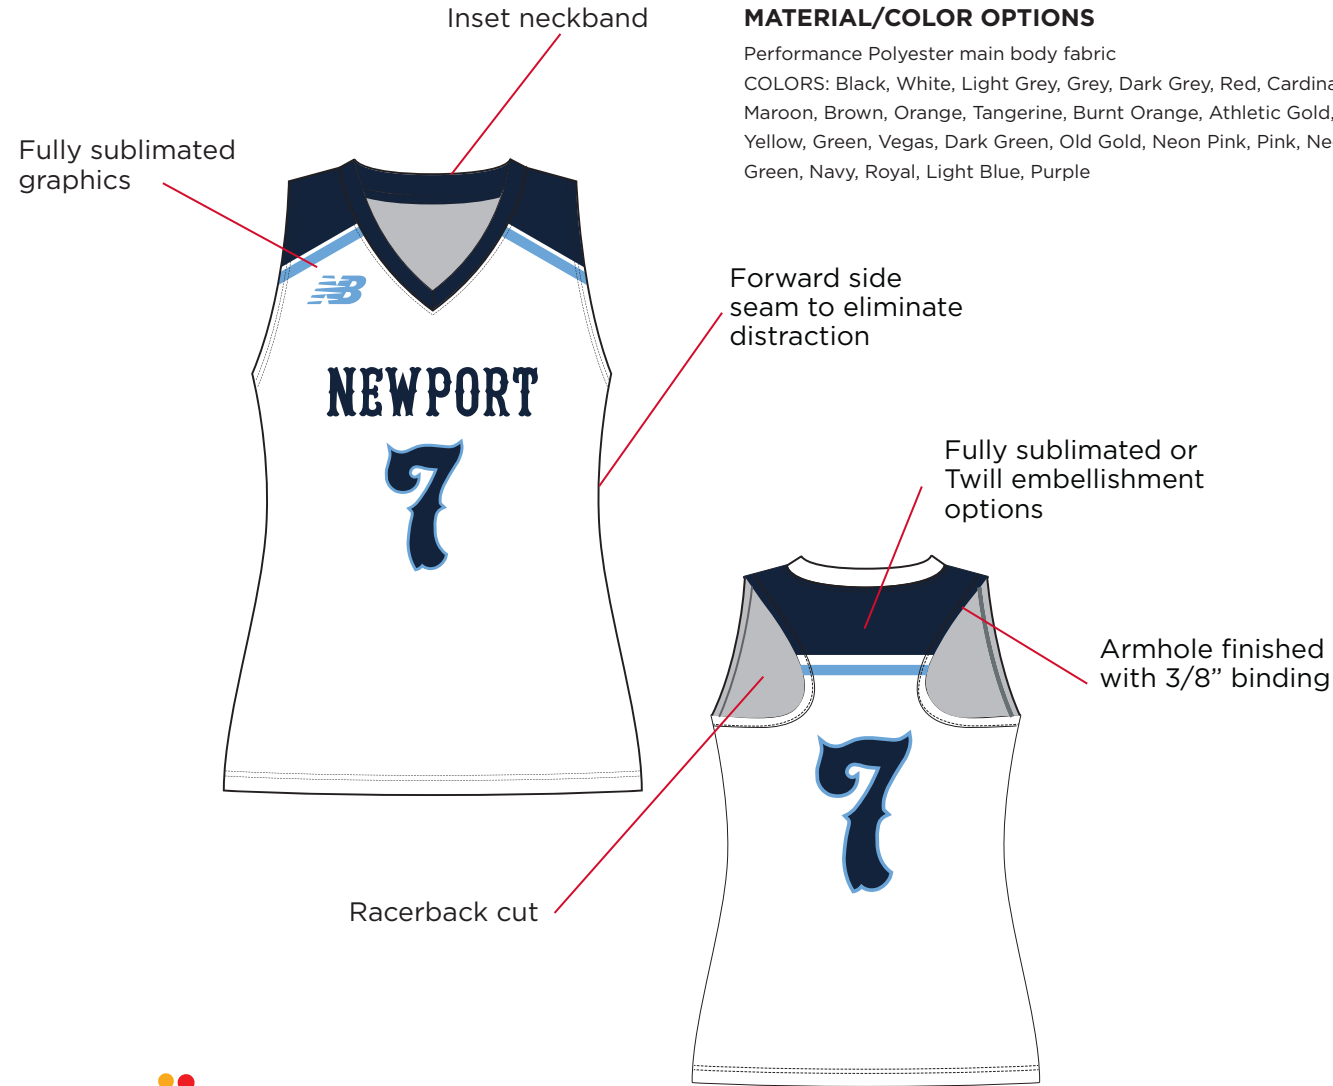 Inset neckband
MATERIAL/COLOR OPTIONS
Performance Polyester main body fabric
COLORS: Black, White, Light Grey, Grey, Dark Grey, Red, Cardina
Maroon, Brown, Orange, Tangerine, Burnt Orange, Athletic Gold,
Yellow, Green, Vegas, Dark Green, Old Gold, Neon Pink, Pink, Ne
Green, Navy, Royal, Light Blue, Purple
Fully sublimated
graphics
NB
Forward side
seam to eliminate
distraction
NEWPORT
7
Fully sublimated or
Twill embellishment
options
Armhole finished
with 3/8” binding
7
Racerback cut